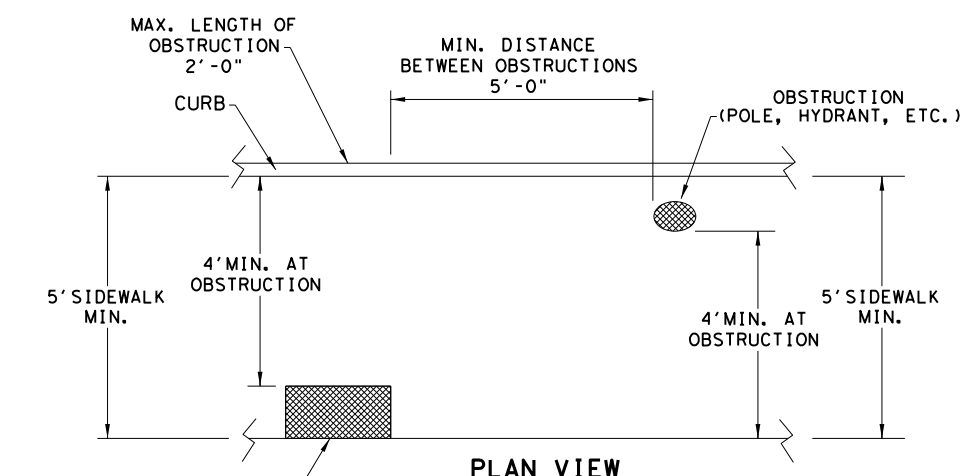 MAX. LENGTH OF
OBSTRUCTION
2'-0"
CURB
MIN. DISTANCE
BETWEEN OBSTRUCTIONS
5'-0"
OBSTRUCTION
(POLE, HYDRANT, ETC.)
5' SIDEWALK
MIN.
4' MIN. AT
OBSTRUCTION
4' MIN. AT
OBSTRUCTION
5' SIDEWALK
MIN.
PLAN VIEW